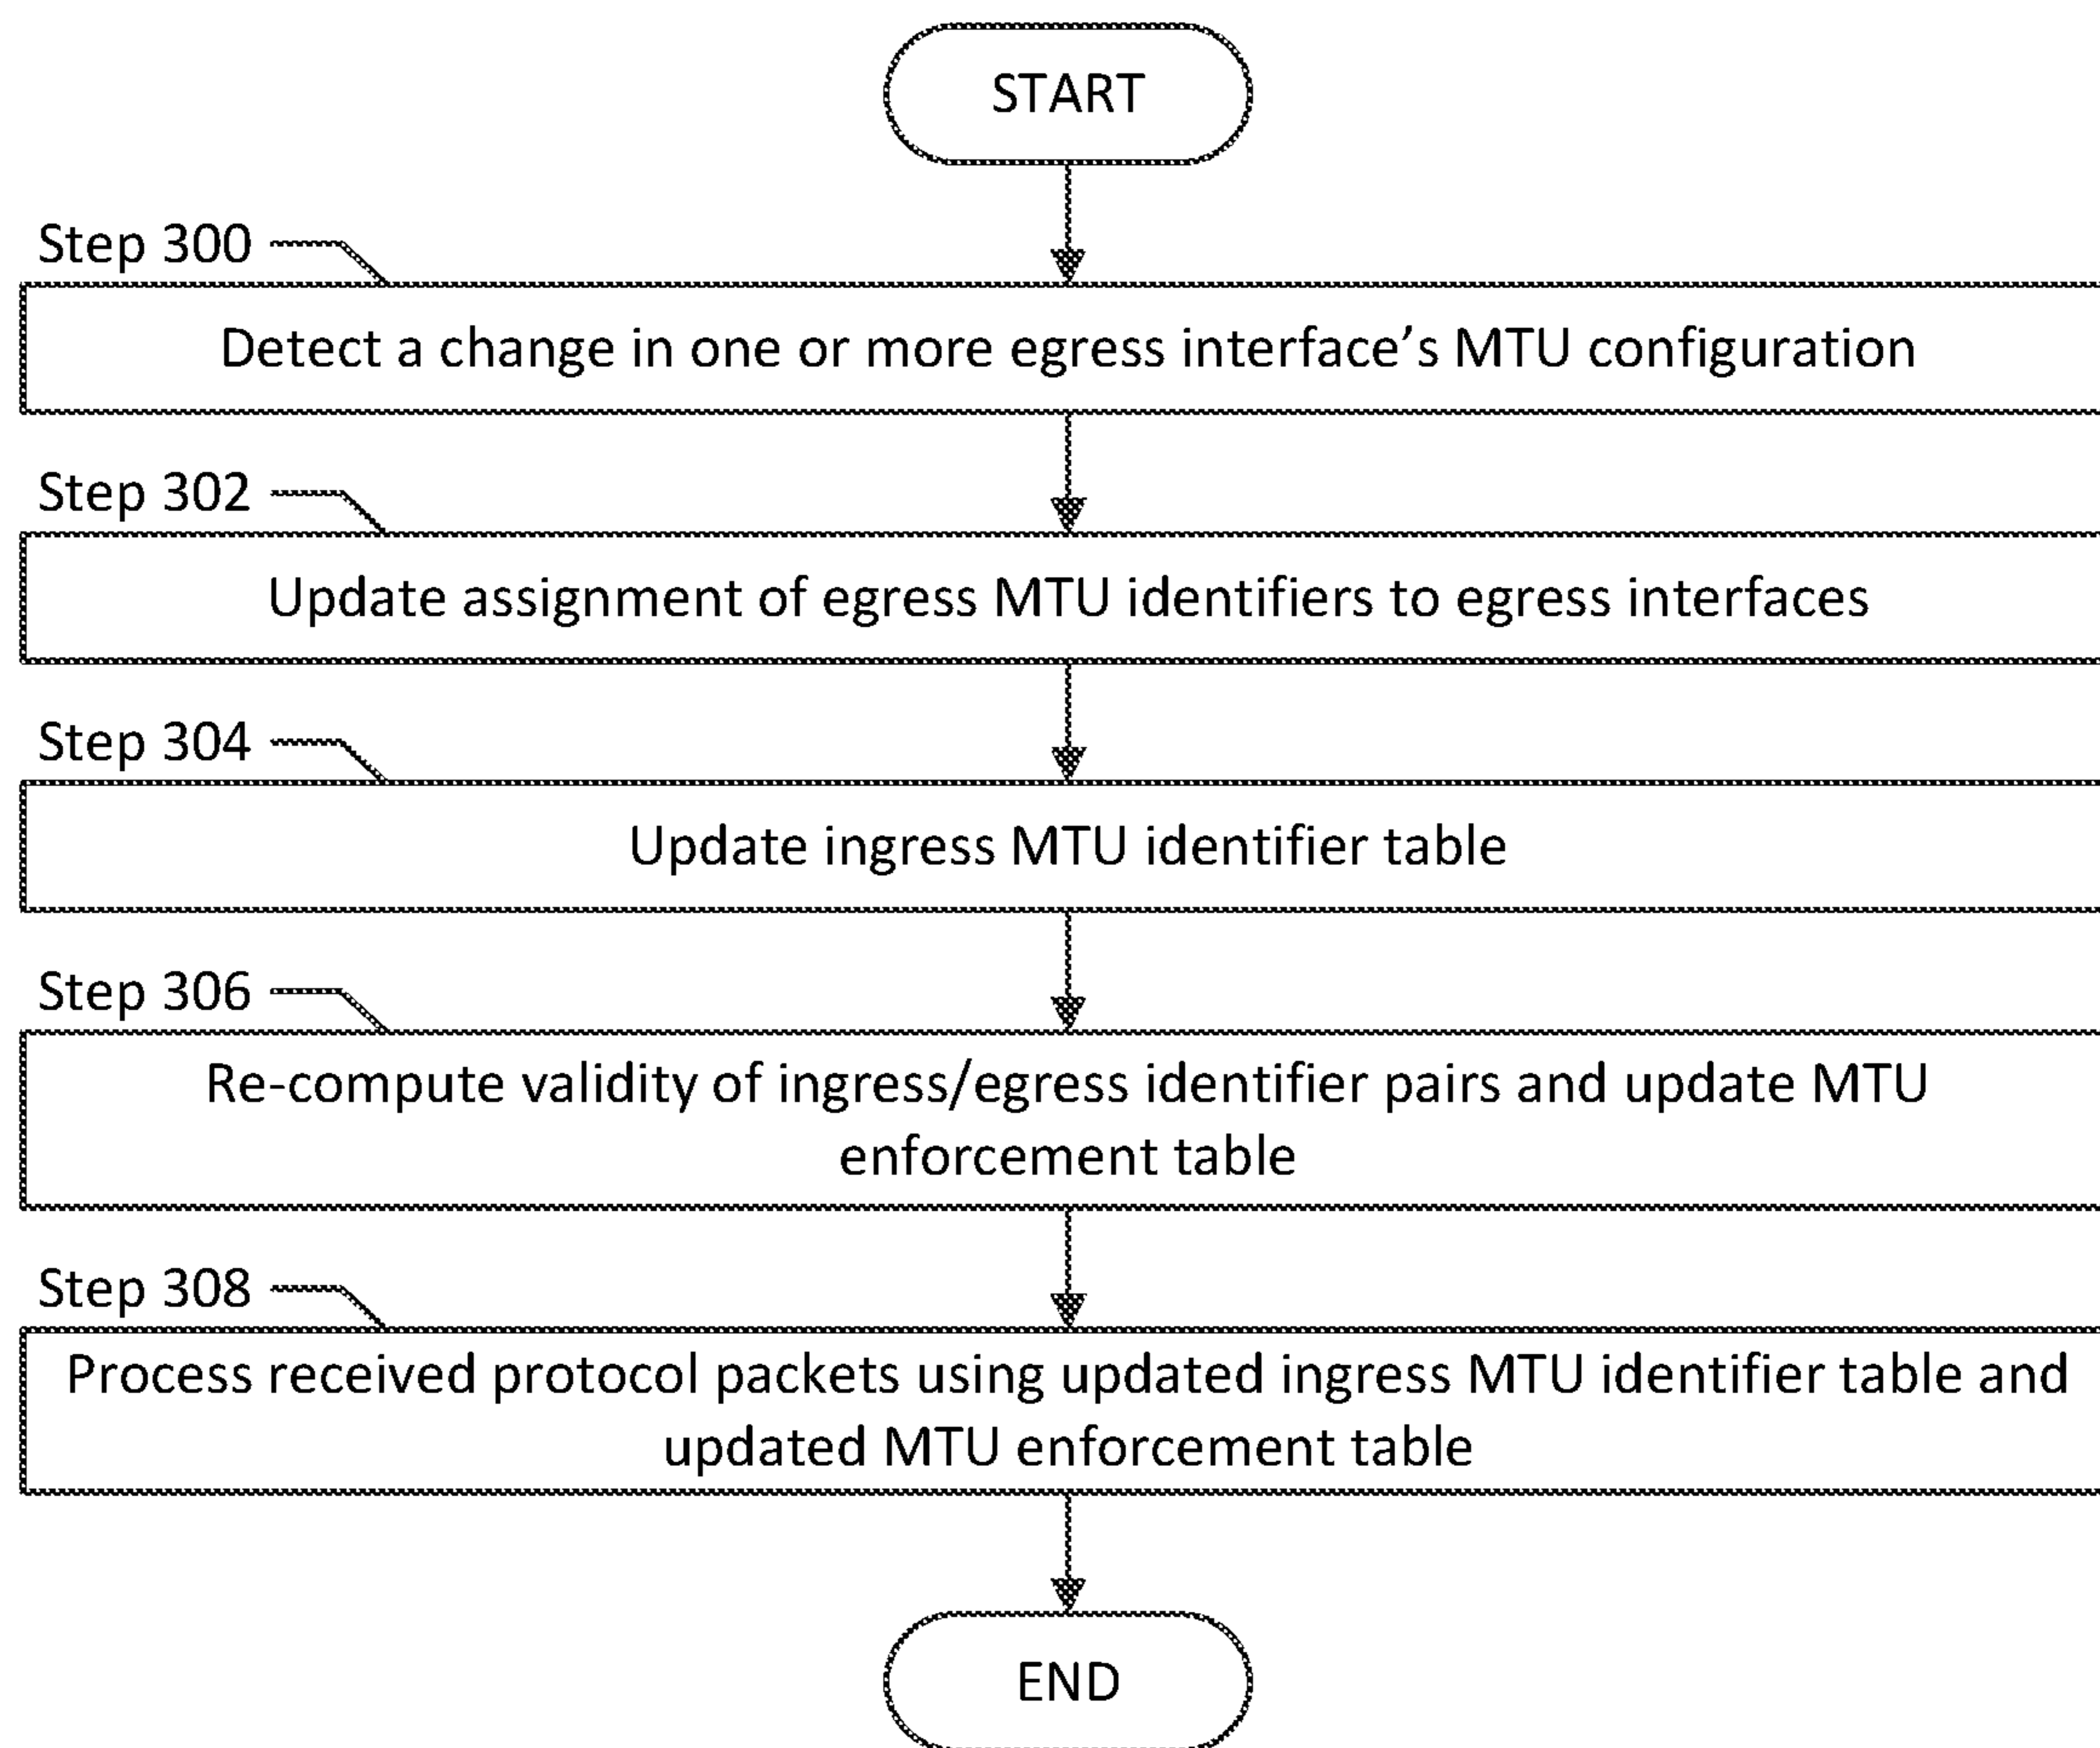 START
Step 300
Detect a change in one or more egress interface’s MTU configuration
Step 302
Update assignment of egress MTU identifiers to egress interfaces
Step 304
Update ingress MTU identifier table
Step 306
Re-compute validity of ingress/egress identifier pairs and update MTU
enforcement table
Step 308
Process received protocol packets using updated ingress MTU identifier table and
updated MTU enforcement table
END